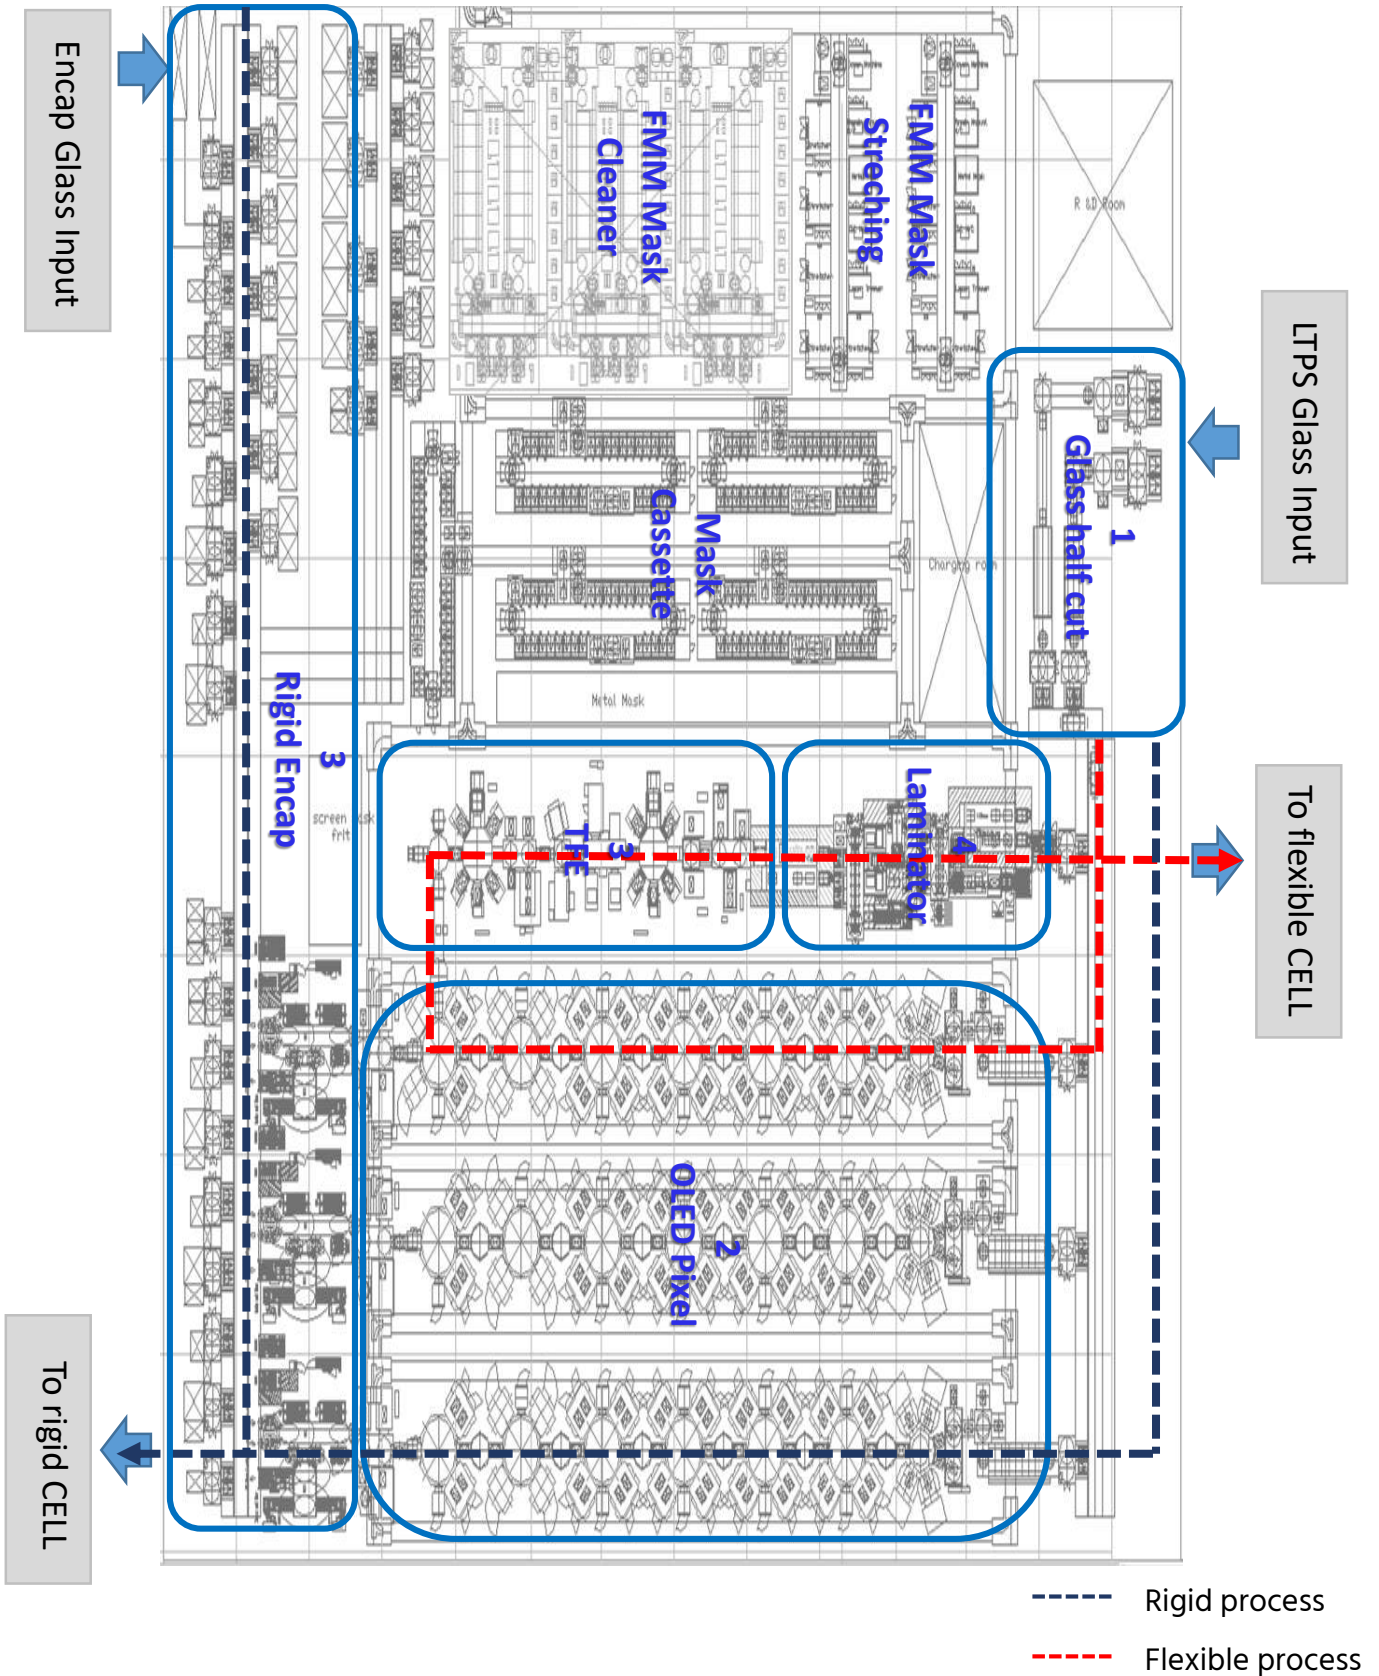 Encap Glass Input
FMM Mask
Cleaner
FMM Mask
Streching
R &D Room
LTPS Glass Input
1
Glass half cut
Mask
Cassette
Charging room
Metal Mask
3
Rigid Encap
screen mask
frit
3
TFE
4
Laminator
To flexible CELL
2
OLED Pixel
To rigid CELL
Rigid process
Flexible process